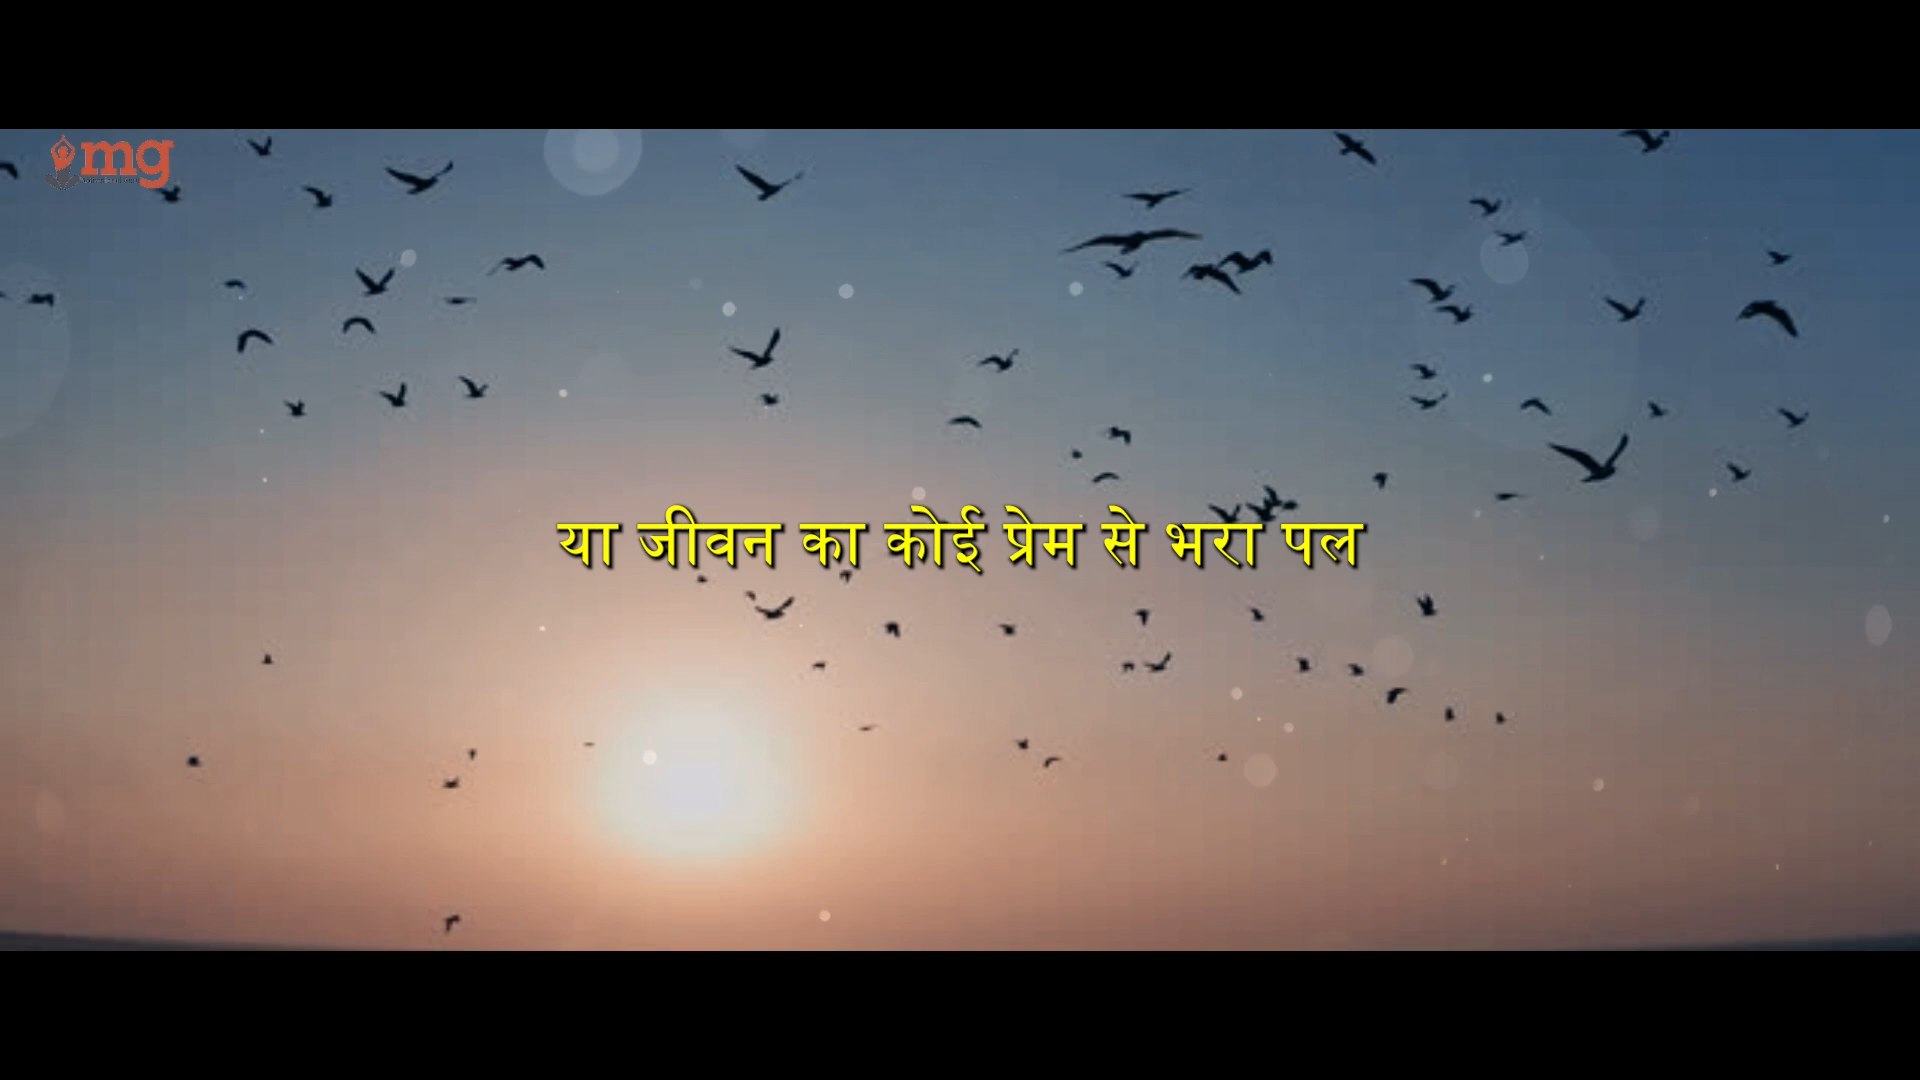 mg
या जीवन का कोई प्रेम से भरा पल